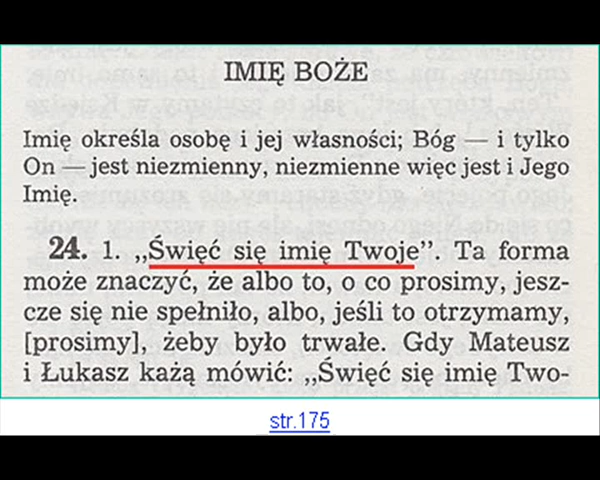 IMIĘ BOŻE
Imię określa osobę i jej własności; Bóg — i tylko
On — jest niezmienny, niezmienne więc jest i Jego
Imię.
24. 1. „Święć się imię Twoje”. Ta forma
może znaczyć, że albo to, o co prosimy, jesz-
cze się nie spełniło, albo, jeśli to otrzymamy,
[prosimy], żeby było trwałe. Gdy Mateusz
i Łukasz każą mówić: „Święć się imię Two-
str.175